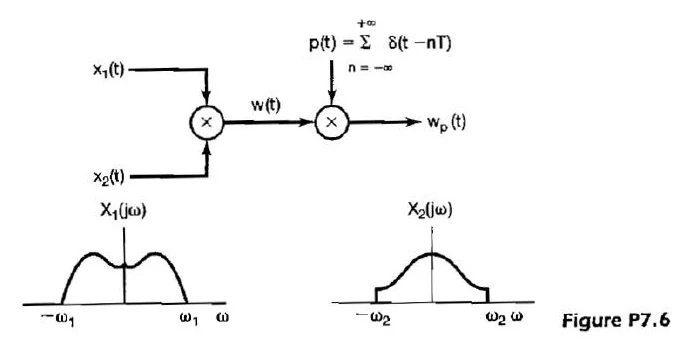 +∞
p(t) = Σ δ(t −nT)
n = −∞
x₁(t)
w(t)
×
×
wₚ(t)
x₂(t)
X₁(jω)
X₂(jω)
−ω₁ ω₁ ω
−ω₂ ω₂ ω
Figure P7.6